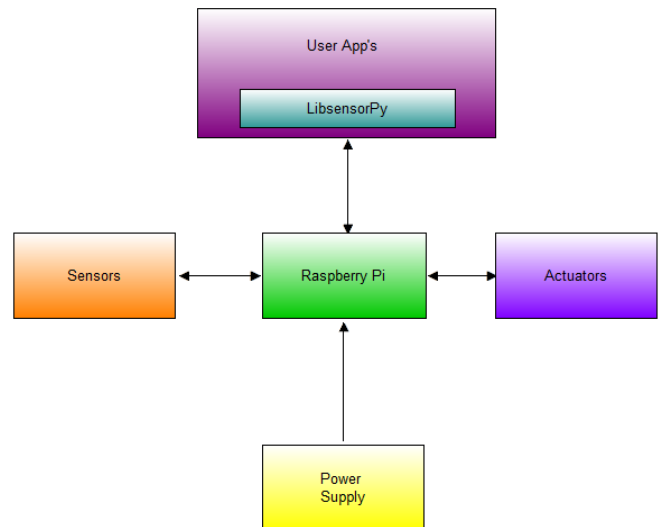 User App's
LibsensorPy
Sensors
Raspberry Pi
Actuators
Power
Supply